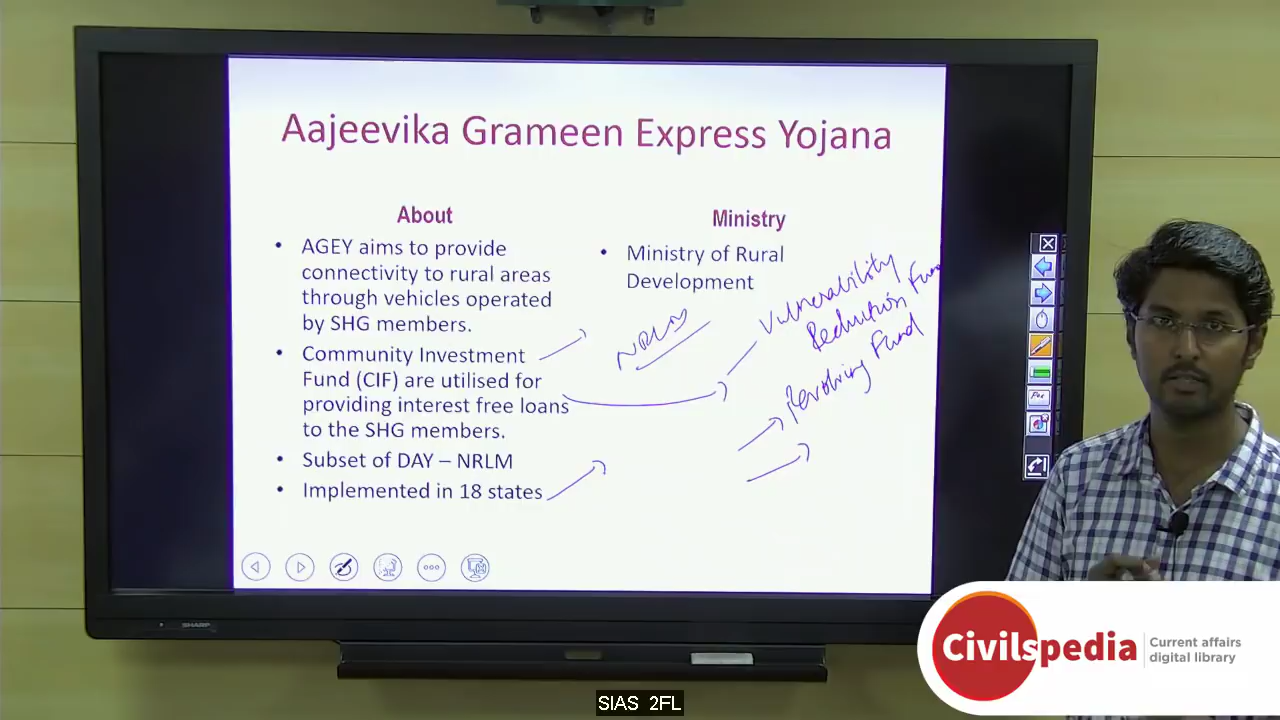 Aajeevika Grameen Express Yojana
About
• AGEY aims to provide
connectivity to rural areas
through vehicles operated
by SHG members.
• Community Investment
Fund (CIF) are utilised for
providing interest free loans
to the SHG members.
• Subset of DAY – NRLM
• Implemented in 18 states
Ministry
• Ministry of Rural
Development
NRLM
Vulnerability
Reduction Fund
Revolving Fund
SHARP
Civilspedia
Current affairs
digital library
SIAS 2FL